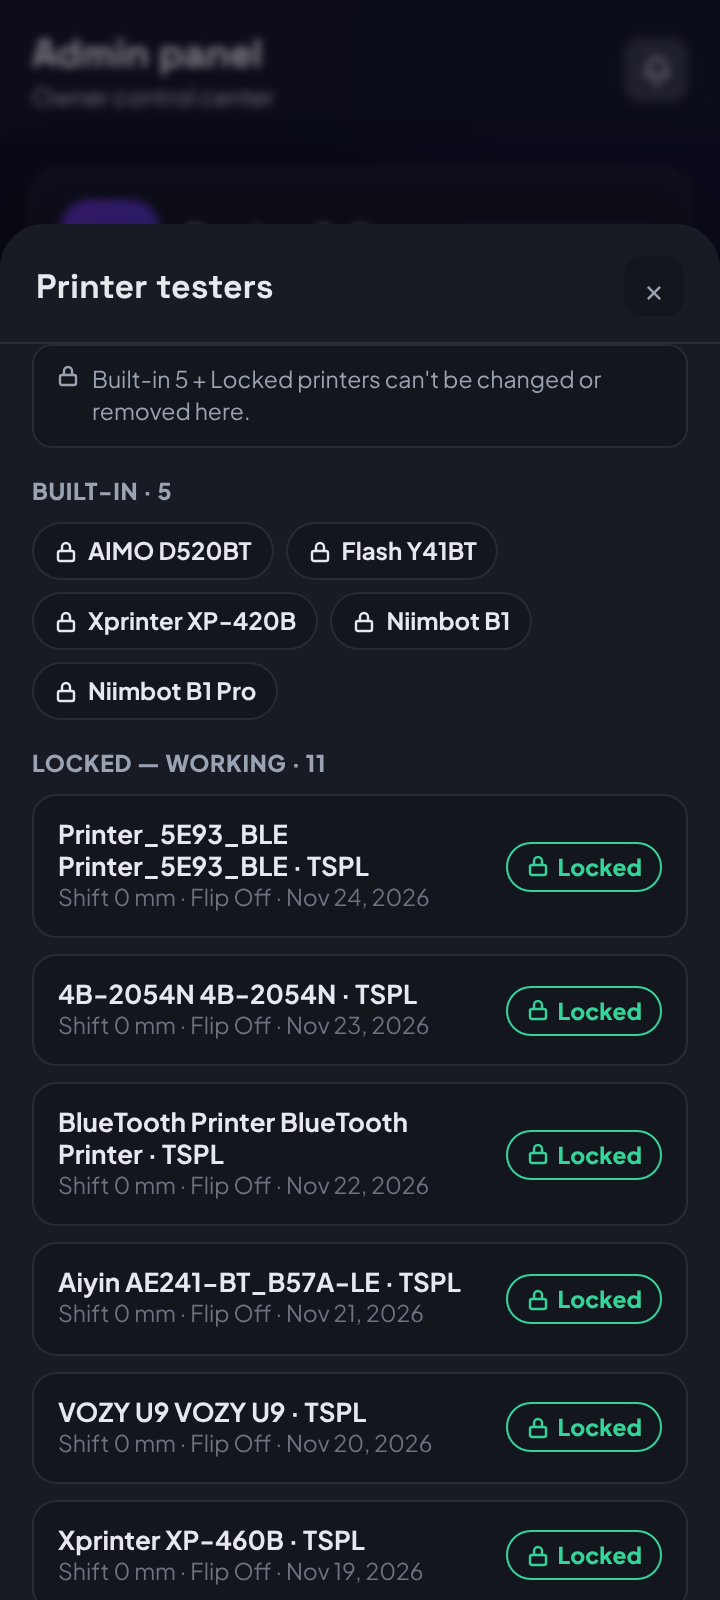 Admin panel
Owner control center
Printer testers
Built-in 5 + Locked printers can't be changed or
removed here.
BUILT-IN · 5
AIMO D520BT
Flash Y41BT
Xprinter XP-420B
Niimbot B1
Niimbot B1 Pro
LOCKED — WORKING · 11
Printer_5E93_BLE
Printer_5E93_BLE · TSPL
Shift 0 mm · Flip Off · Nov 24, 2026
Locked
4B-2054N 4B-2054N · TSPL
Shift 0 mm · Flip Off · Nov 23, 2026
Locked
BlueTooth Printer BlueTooth
Printer · TSPL
Shift 0 mm · Flip Off · Nov 22, 2026
Locked
Aiyin AE241-BT_B57A-LE · TSPL
Shift 0 mm · Flip Off · Nov 21, 2026
Locked
VOZY U9 VOZY U9 · TSPL
Shift 0 mm · Flip Off · Nov 20, 2026
Locked
Xprinter XP-460B · TSPL
Shift 0 mm · Flip Off · Nov 19, 2026
Locked